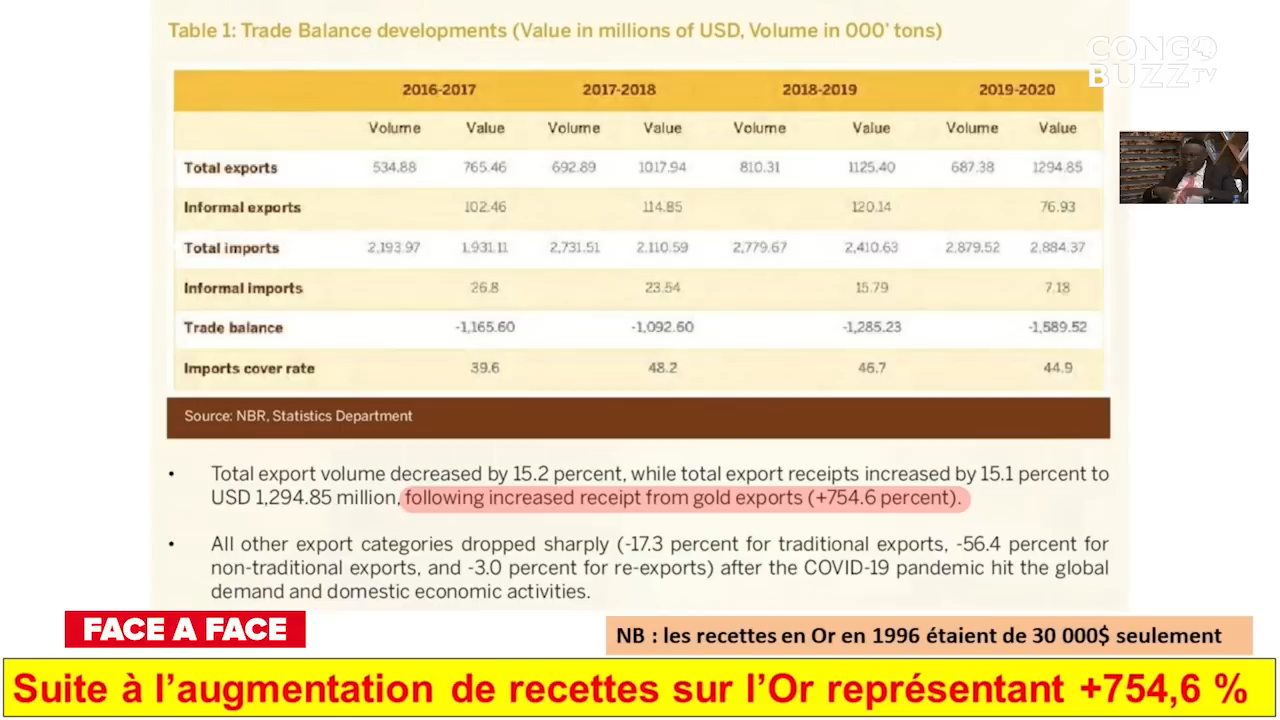 Table 1: Trade Balance developments (Value in millions of USD, Volume in 000' tons)
CONGO
BUZZ TV
2016-2017 2017-2018 2018-2019 2019-2020
Volume Value Volume Value Volume Value Volume Value
Total exports 534.88 765.46 692.89 1017.94 810.31 1125.40 687.38 1294.85
Informal exports 102.46 114.85 120.14 76.93
Total imports 2,193.97 1,931.11 2,731.51 2,110.59 2,779.67 2,410.63 2,879.52 2,884.37
Informal imports 26.8 23.54 15.79 7.18
Trade balance -1,165.60 -1,092.60 -1,285.23 -1,589.52
Imports cover rate 39.6 48.2 46.7 44.9
Source: NBR, Statistics Department
• Total export volume decreased by 15.2 percent, while total export receipts increased by 15.1 percent to
USD 1,294.85 million, following increased receipt from gold exports (+754.6 percent).
• All other export categories dropped sharply (-17.3 percent for traditional exports, -56.4 percent for
non-traditional exports, and -3.0 percent for re-exports) after the COVID-19 pandemic hit the global
demand and domestic economic activities.
FACE A FACE
NB : les recettes en Or en 1996 étaient de 30 000$ seulement
Suite à l’augmentation de recettes sur l’Or représentant +754,6 %